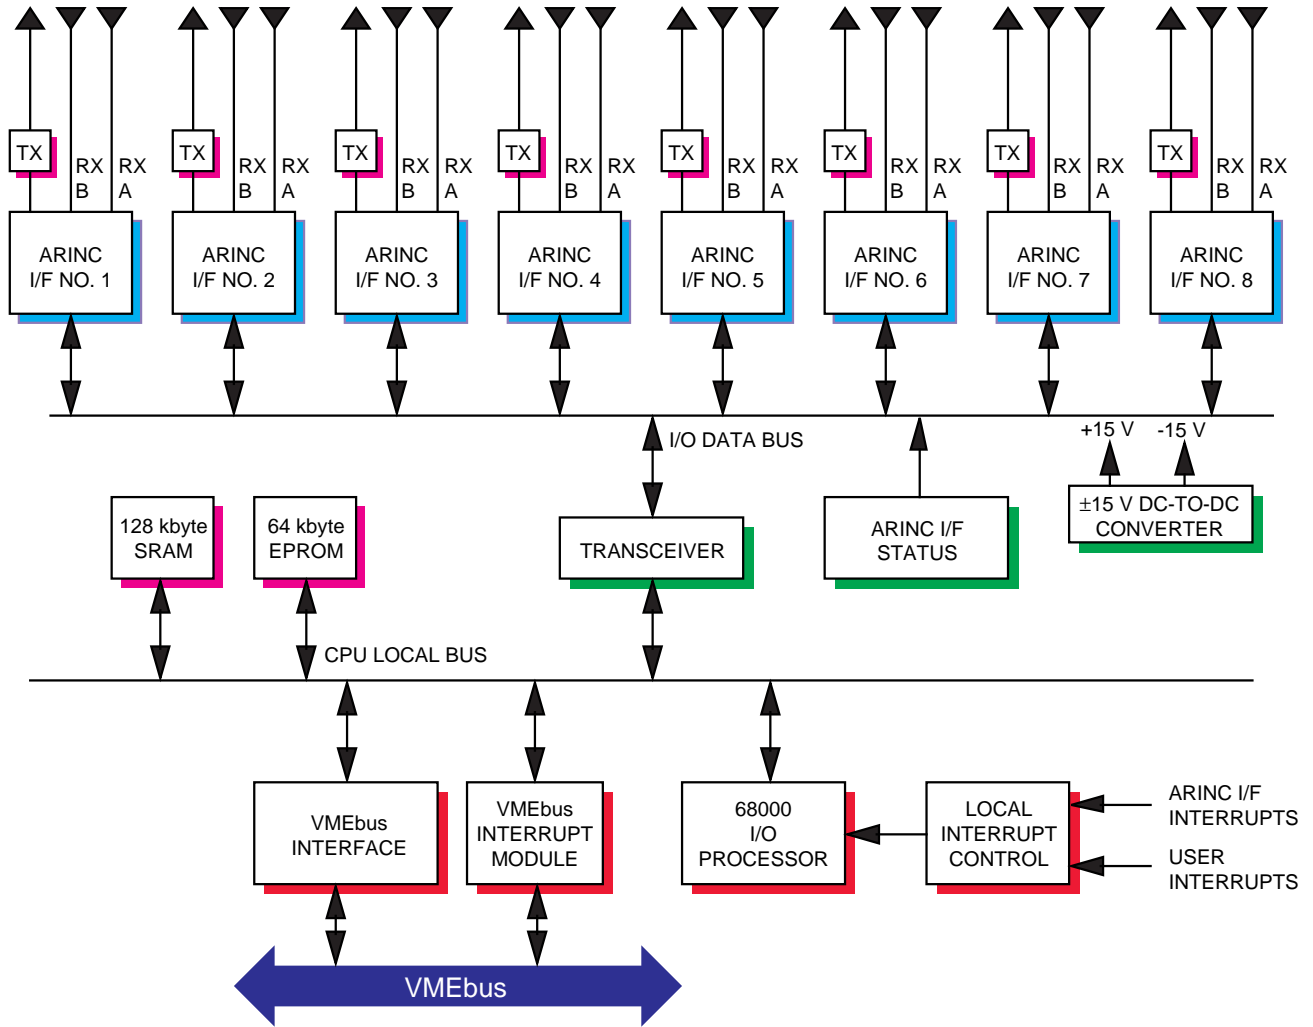 TX RX B RX A TX RX B RX A TX RX B RX A TX RX B RX A TX RX B RX A TX RX B RX A TX RX B RX A TX RX B RX A
ARINC I/F NO. 1
ARINC I/F NO. 2
ARINC I/F NO. 3
ARINC I/F NO. 4
ARINC I/F NO. 5
ARINC I/F NO. 6
ARINC I/F NO. 7
ARINC I/F NO. 8
I/O DATA BUS
+15 V -15 V
128 kbyte
SRAM
64 kbyte
EPROM
TRANSCEIVER
ARINC I/F
STATUS
±15 V DC-TO-DC
CONVERTER
CPU LOCAL BUS
VMEbus
INTERFACE
VMEbus
INTERRUPT
MODULE
68000
I/O
PROCESSOR
LOCAL
INTERRUPT
CONTROL
ARINC I/F
INTERRUPTS
USER
INTERRUPTS
VMEbus